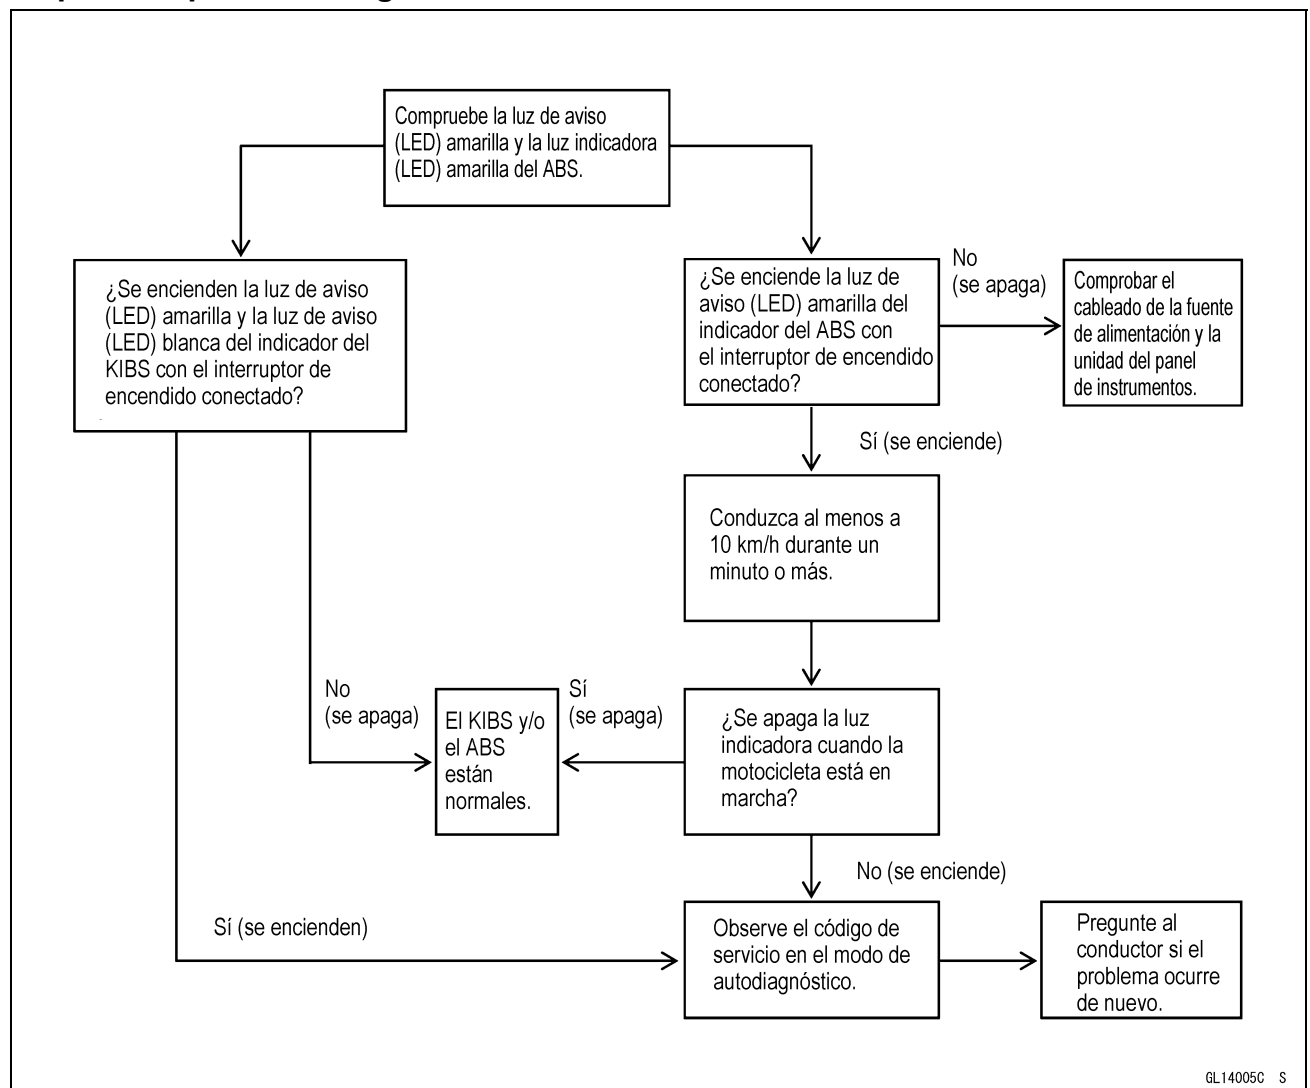 Compruebe la luz de aviso
(LED) amarilla y la luz indicadora
(LED) amarilla del ABS.
¿Se encienden la luz de aviso
(LED) amarilla y la luz de aviso
(LED) blanca del indicador del
KIBS con el interruptor de
encendido conectado?
¿Se enciende la luz de
aviso (LED) amarilla del
indicador del ABS con
el interruptor de encendido
conectado?
No
(se apaga)
Comprobar el
cableado de la fuente
de alimentación y la
unidad del panel
de instrumentos.
Sí (se enciende)
Conduzca al menos a
10 km/h durante un
minuto o más.
No
(se apaga)
El KIBS y/o
el ABS
están
normales.
Sí
(se apaga)
¿Se apaga la luz
indicadora cuando la
motocicleta está en
marcha?
No (se enciende)
Sí (se encienden)
Observe el código de
servicio en el modo de
autodiagnóstico.
Pregunte al
conductor si el
problema ocurre
de nuevo.
GL14005C S